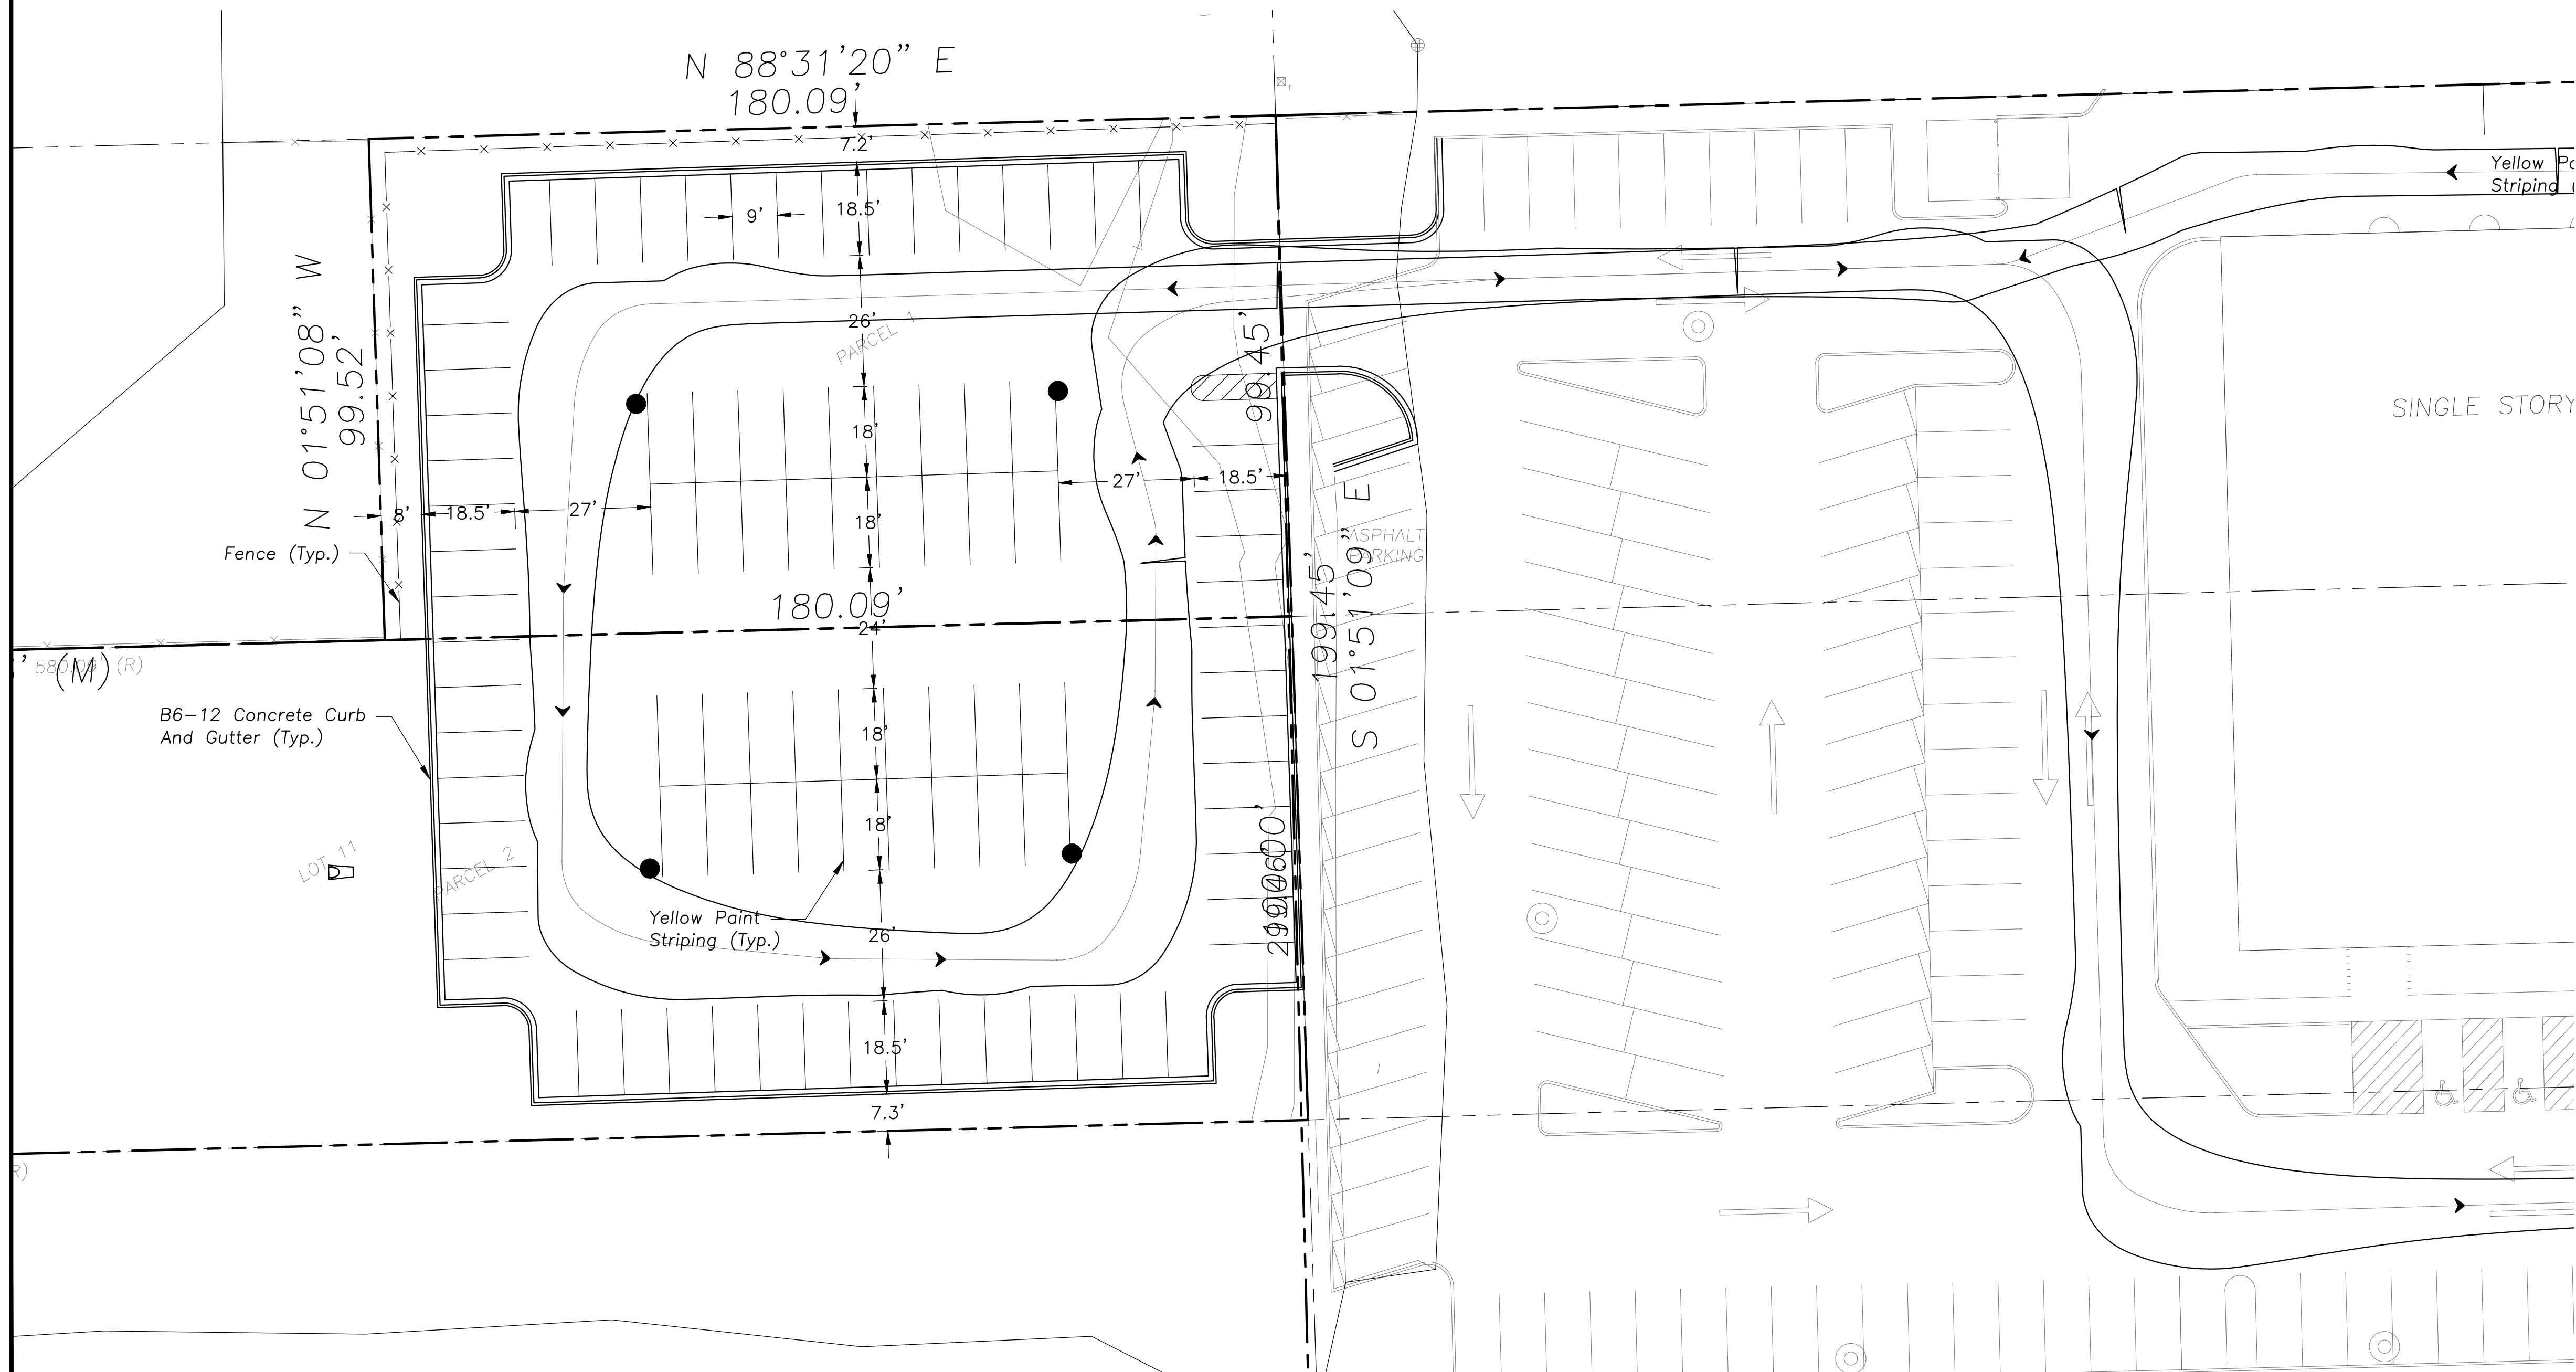 N 88°31'20" E
180.09'
T
7.2'
Yellow
Striping
9'
18.5'
N 01°51'08" W
99.52'
26'
PARCEL 1
99.45'
SINGLE STORY
18'
27'
18.5'
8'
18.5'
27'
18'
ASPHALT
PARKING
Fence (Typ.)
180.09'
24'
199.45'
S 01°51'09" E
' (M)
580.09' (R)
B6-12 Concrete Curb
And Gutter (Typ.)
18'
18'
LOT 11
PARCEL 2
Yellow Paint
Striping (Typ.)
26'
18.5'
7.3'
R)